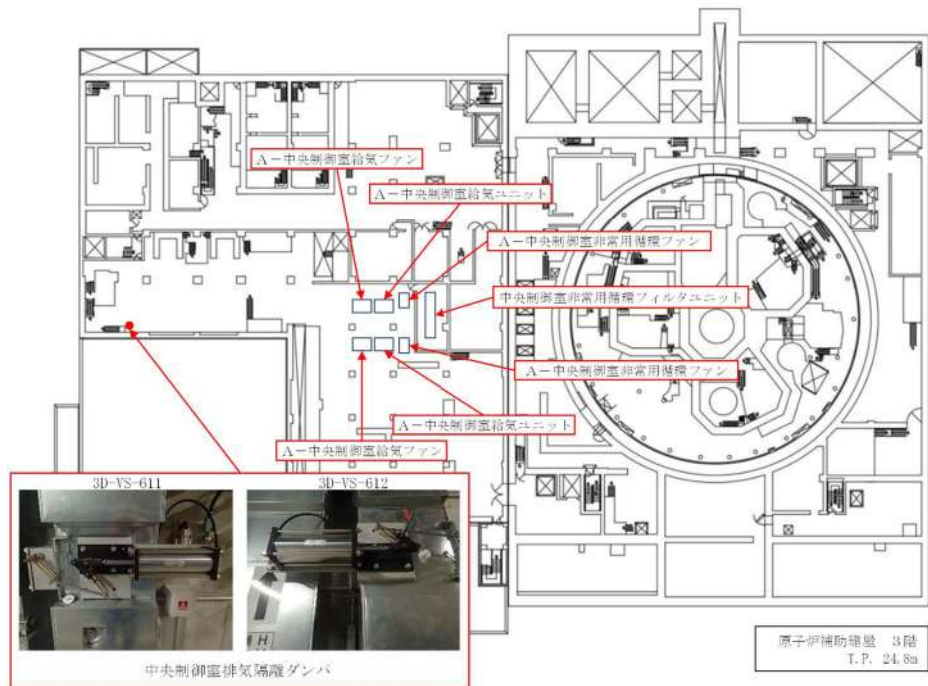 A－中央制御室給気ファン
A－中央制御室給気ユニット
A－中央制御室非常用循環ファン
中央制御室非常用循環フィルタユニット
A－中央制御室非常用循環ファン
A－中央制御室給気ユニット
A－中央制御室給気ファン
3D-VS-611
3D-VS-612
中央制御室排気隔離ダンパ
原子炉補助建屋 3階
T.P. 24.8m